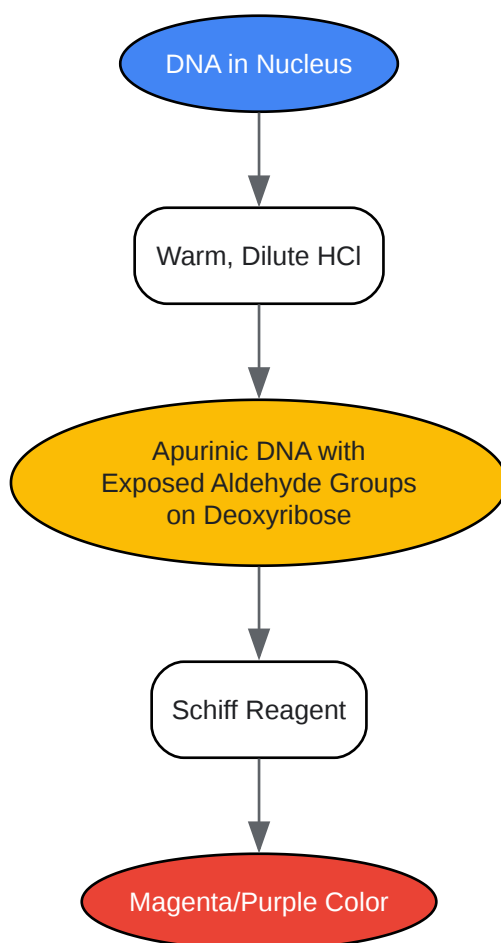 DNA in Nucleus
Warm, Dilute HCl
Apurinic DNA with
Exposed Aldehyde Groups
on Deoxyribose
Schiff Reagent
Magenta/Purple Color